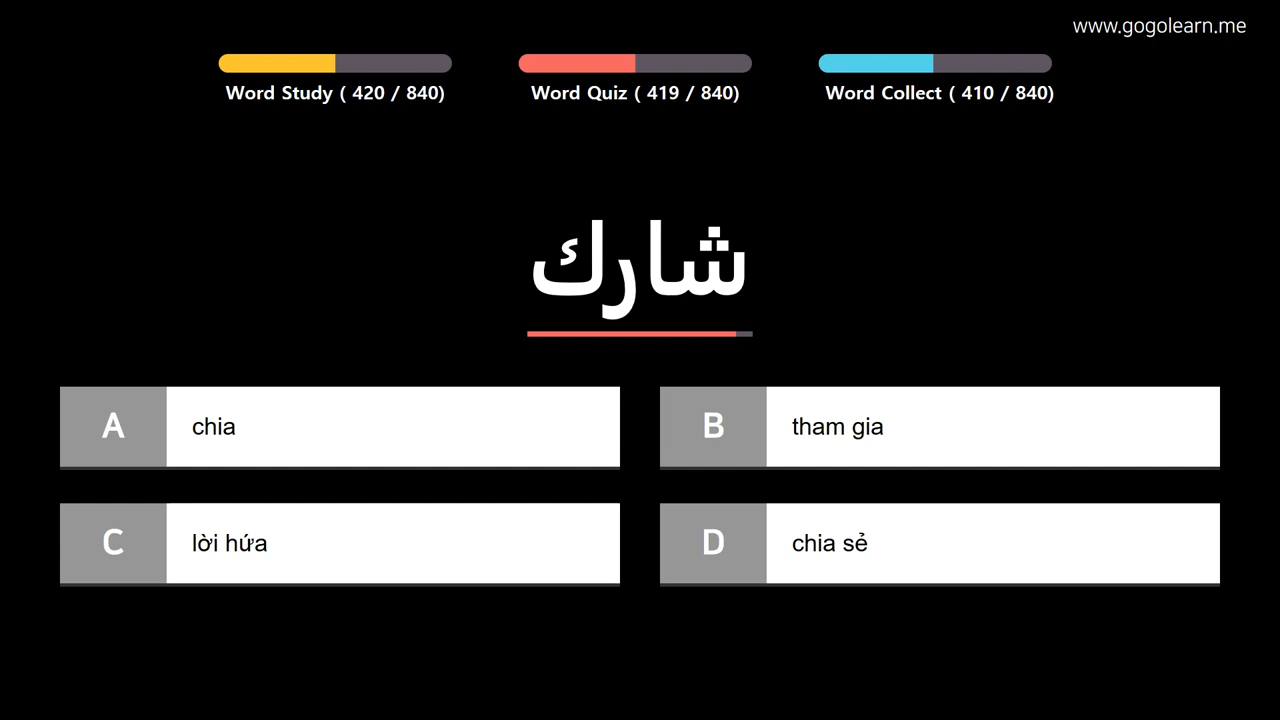 www.gogolearn.me
Word Study ( 420 / 840)
Word Quiz ( 419 / 840)
Word Collect ( 410 / 840)
شارك
A
chia
B
tham gia
C
lời hứa
D
chia sẻ